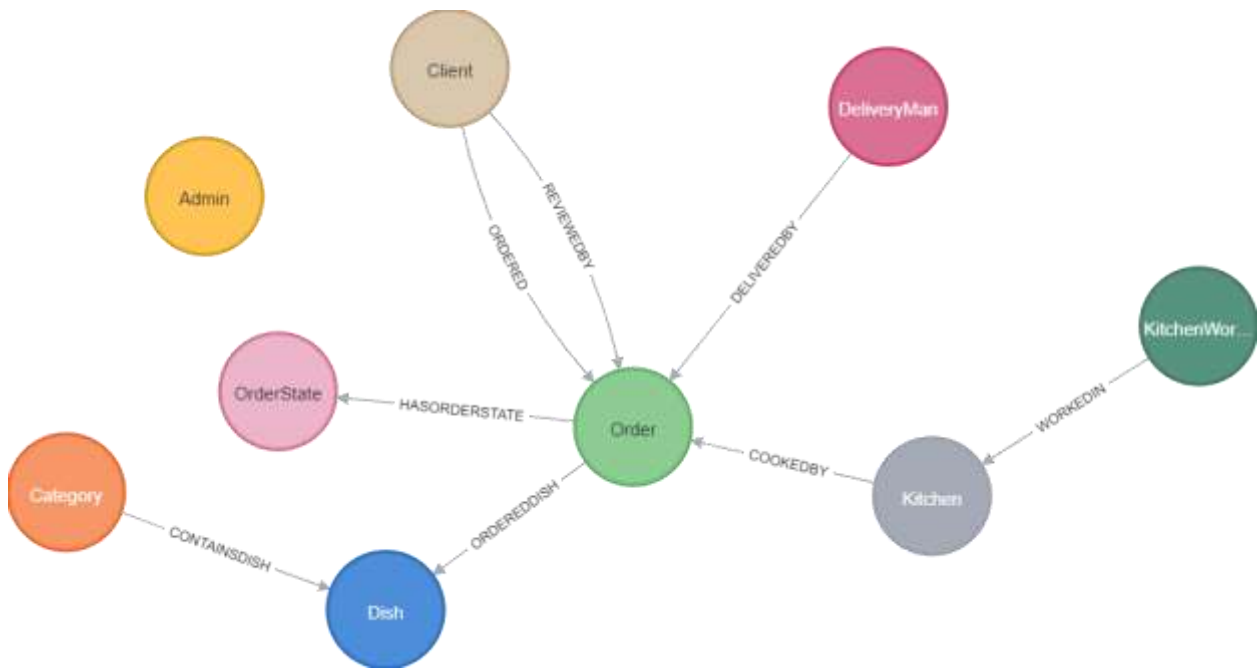 Client
DeliveryMan
Admin
ORDERED
REVIEWEDBY
DELIVEREDBY
KitchenWor...
OrderState
HASORDERSTATE
Order
WORKEDIN
COOKEDBY
Category
Kitchen
CONTAINSDISH
ORDEREDDISH
Dish